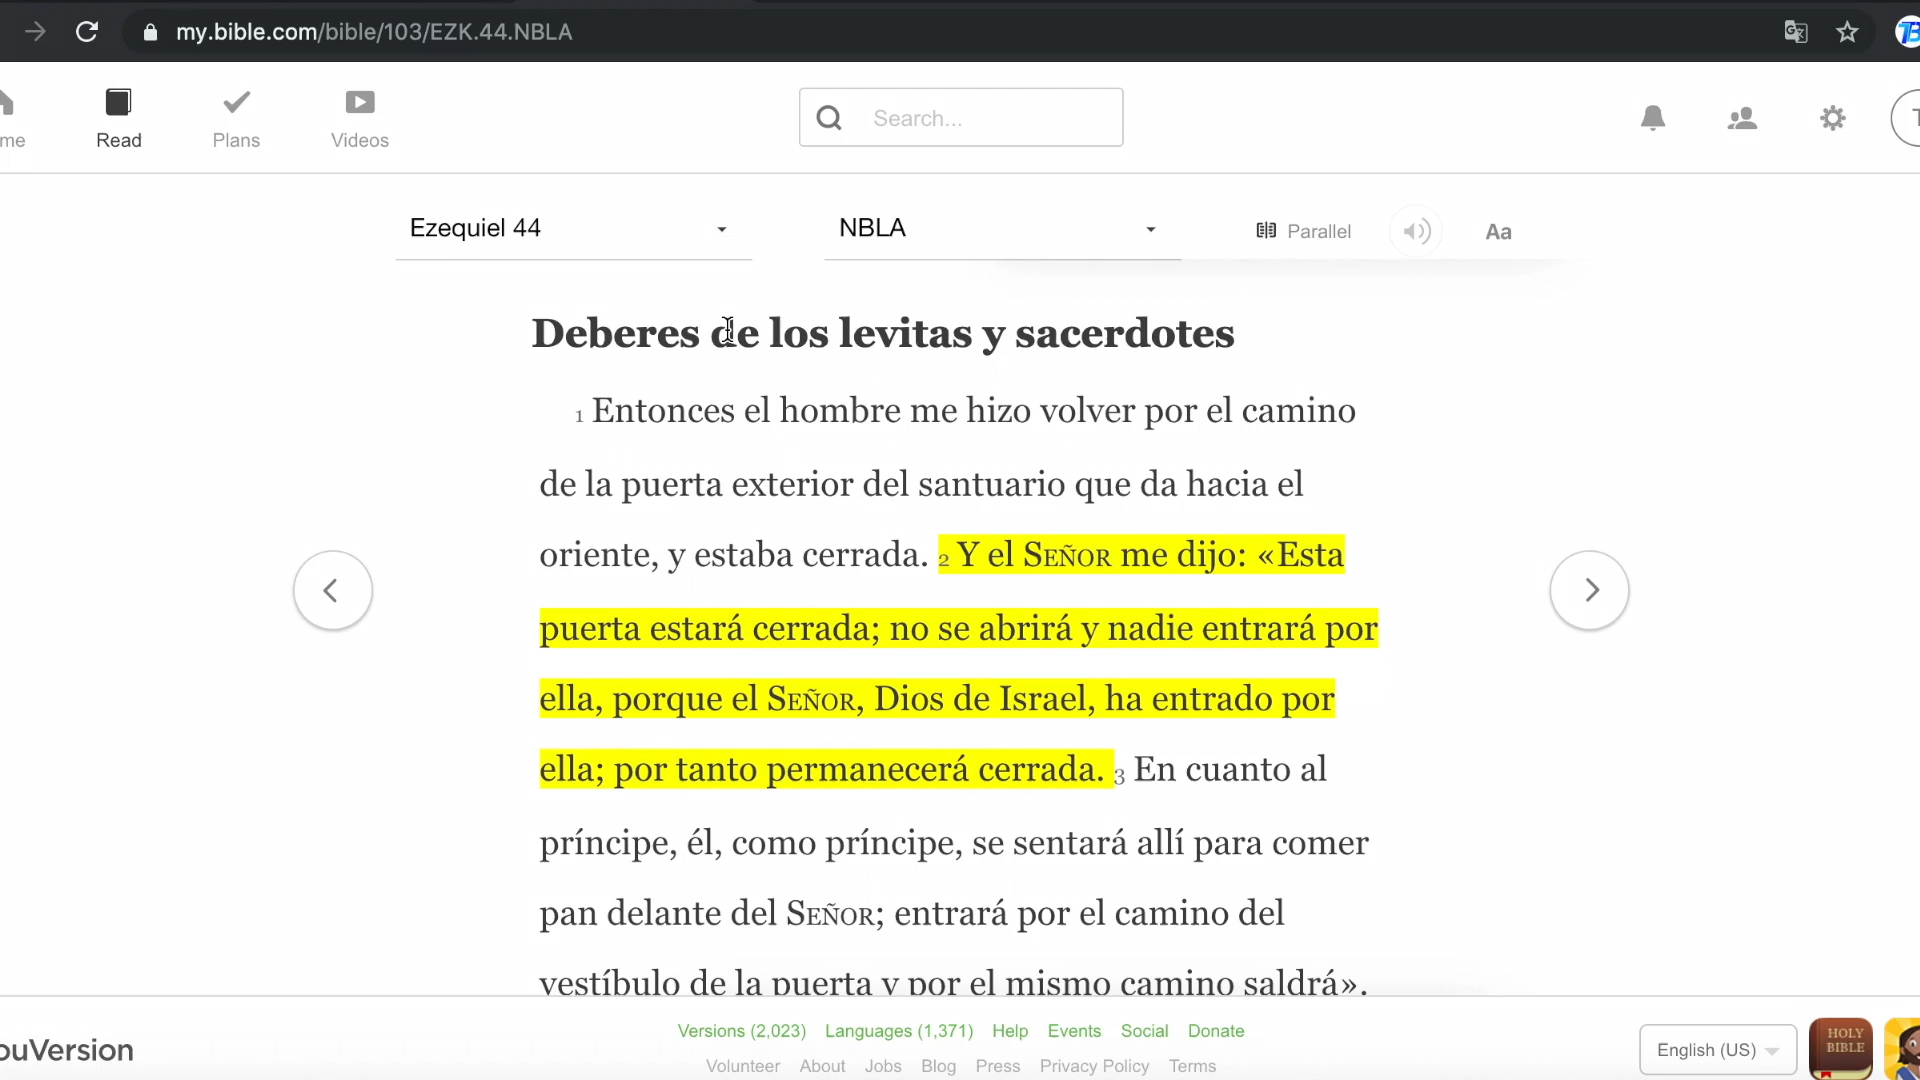 my.bible.com/bible/103/EZK.44.NBLA
me Read Plans Videos
Search...
Ezequiel 44 NBLA Parallel Aa
Deberes de los levitas y sacerdotes
1 Entonces el hombre me hizo volver por el camino
de la puerta exterior del santuario que da hacia el
oriente, y estaba cerrada. 2 Y el SEÑOR me dijo: «Esta
puerta estará cerrada; no se abrirá y nadie entrará por
ella, porque el SEÑOR, Dios de Israel, ha entrado por
ella; por tanto permanecerá cerrada. 3 En cuanto al
príncipe, él, como príncipe, se sentará allí para comer
pan delante del SEÑOR; entrará por el camino del
vestíbulo de la puerta y por el mismo camino saldrá».
Versions (2,023) Languages (1,371) Help Events Social Donate
ouVersion
English (US)
HOLY
BIBLE
Volunteer About Jobs Blog Press Privacy Policy Terms